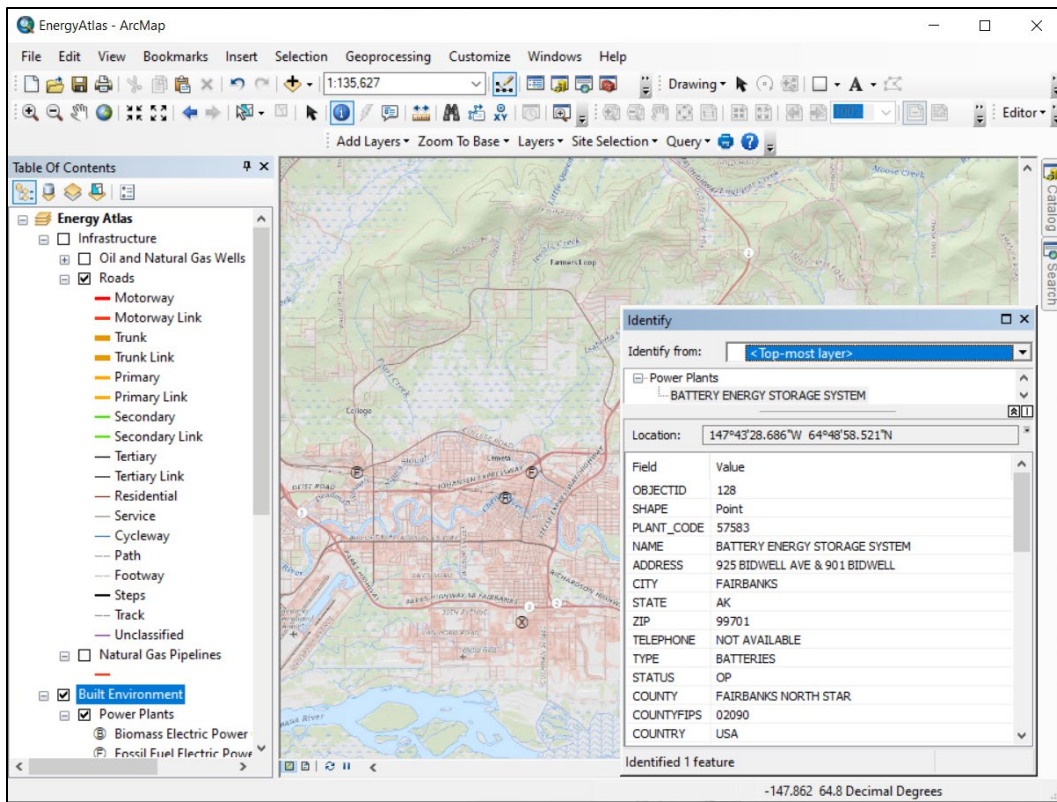 EnergyAtlas - ArcMap
File Edit View Bookmarks Insert Selection Geoprocessing Customize Windows Help
1:135,627
Drawing
Editor
Add Layers Zoom To Base Layers Site Selection Query
Table Of Contents
Energy Atlas
Infrastructure
Oil and Natural Gas Wells
Roads
Motorway
Motorway Link
Trunk
Trunk Link
Primary
Primary Link
Secondary
Secondary Link
Tertiary
Tertiary Link
Residential
Service
Cycleway
Path
Footway
Steps
Track
Unclassified
Natural Gas Pipelines
Built Environment
Power Plants
B Biomass Electric Power
F Fossil Fuel Electric Powe
Moose Creek
Farmers Loop
College
COLLEGE ROAD
Lemeta
JOHANSEN EXPRESSWAY
Catalog
Search
Identify
Identify from: <Top-most layer>
Power Plants
BATTERY ENERGY STORAGE SYSTEM
Location: 147°43'28.686"W 64°48'58.521"N
Field Value
OBJECTID 128
SHAPE Point
PLANT_CODE 57583
NAME BATTERY ENERGY STORAGE SYSTEM
ADDRESS 925 BIDWELL AVE & 901 BIDWELL
CITY FAIRBANKS
STATE AK
ZIP 99701
TELEPHONE NOT AVAILABLE
TYPE BATTERIES
STATUS OP
COUNTY FAIRBANKS NORTH STAR
COUNTYFIPS 02090
COUNTRY USA
Identified 1 feature
-147.862 64.8 Decimal Degrees